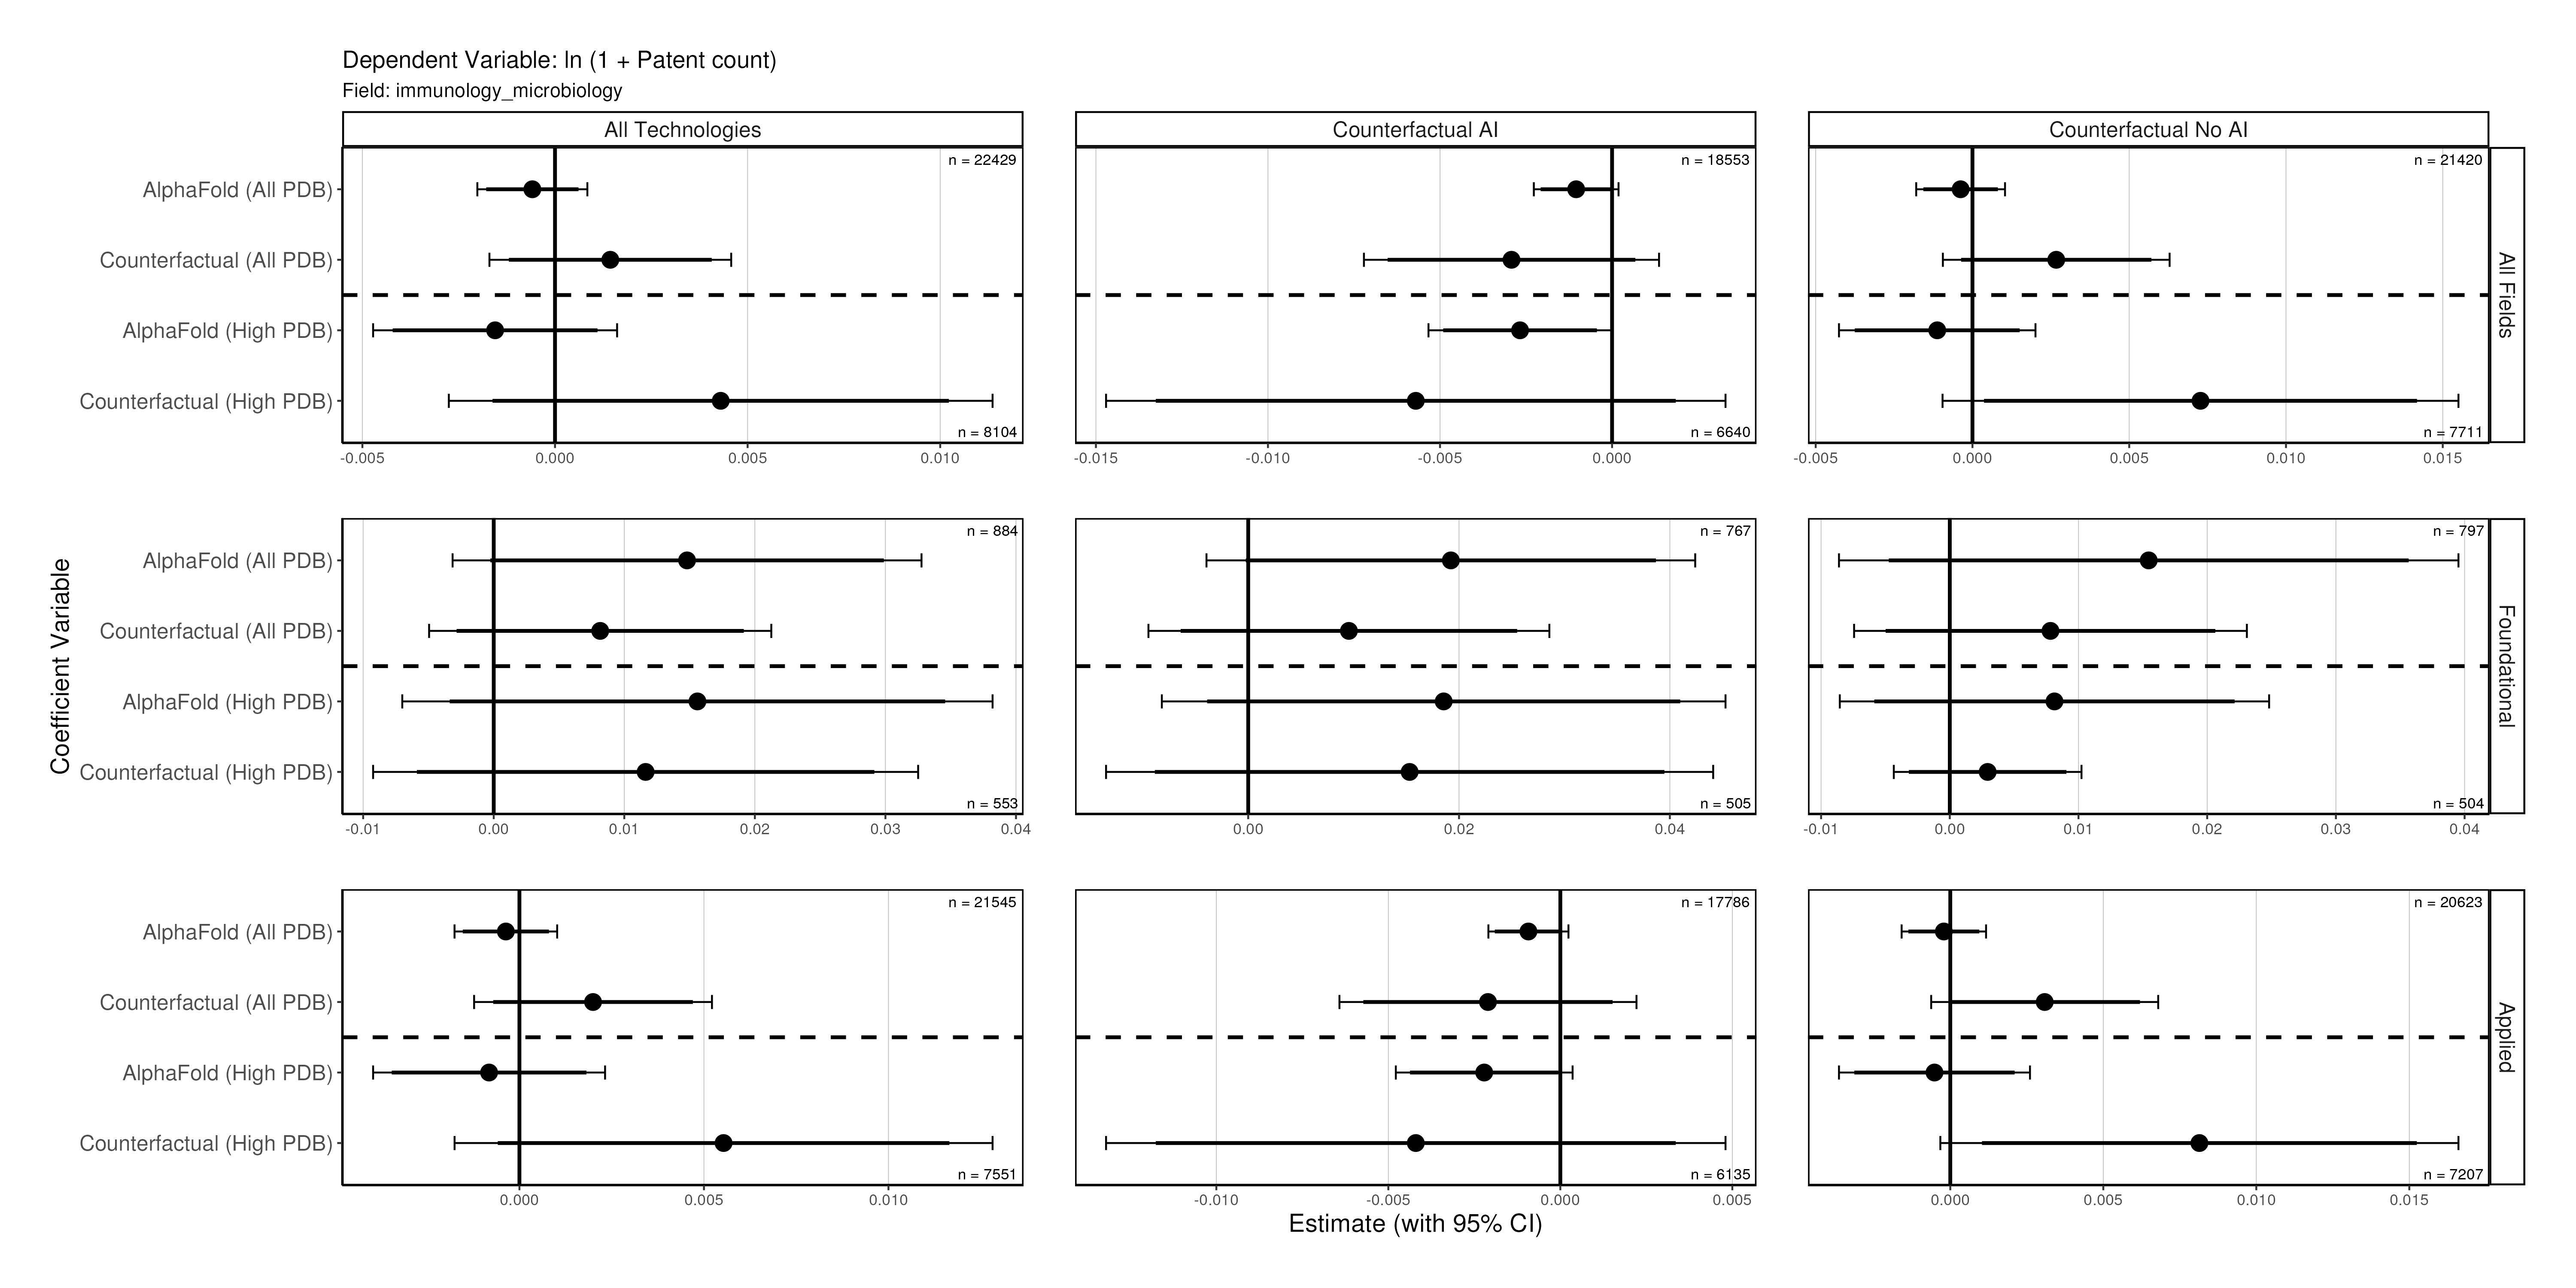 Dependent Variable: ln (1 + Patent count)
Field: immunology_microbiology
All Technologies
Counterfactual AI
Counterfactual No AI
n = 22429
n = 18553
n = 21420
AlphaFold (All PDB)
Counterfactual (All PDB)
AlphaFold (High PDB)
Counterfactual (High PDB)
n = 8104
n = 6640
n = 7711
All Fields
-0.005 0.000 0.005 0.010
-0.015 -0.010 -0.005 0.000
-0.005 0.000 0.005 0.010 0.015
Coefficient Variable
n = 884
n = 767
n = 797
AlphaFold (All PDB)
Counterfactual (All PDB)
AlphaFold (High PDB)
Counterfactual (High PDB)
n = 553
n = 505
n = 504
Foundational
-0.01 0.00 0.01 0.02 0.03 0.04
0.00 0.02 0.04
-0.01 0.00 0.01 0.02 0.03 0.04
n = 21545
n = 17786
n = 20623
AlphaFold (All PDB)
Counterfactual (All PDB)
AlphaFold (High PDB)
Counterfactual (High PDB)
n = 7551
n = 6135
n = 7207
Applied
0.000 0.005 0.010
-0.010 -0.005 0.000 0.005
0.000 0.005 0.010 0.015
Estimate (with 95% CI)